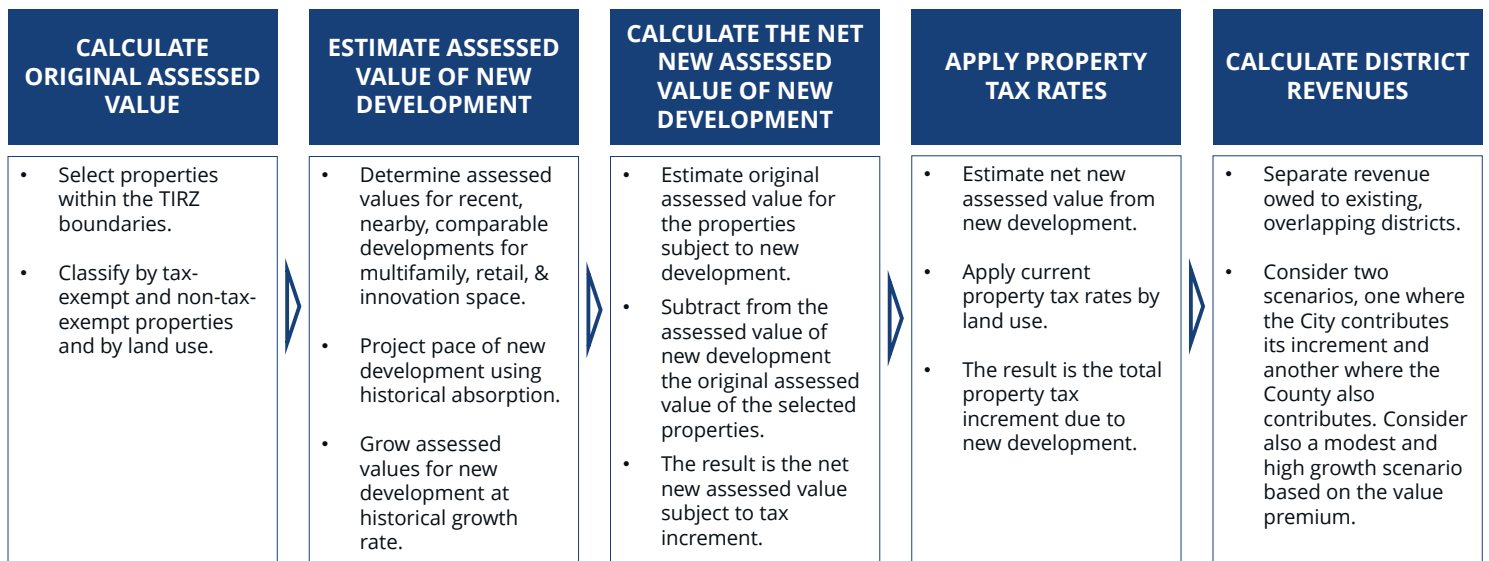 CALCULATE
ORIGINAL ASSESSED
VALUE
• Select properties
within the TIRZ
boundaries.
• Classify by tax-
exempt and non-tax-
exempt properties
and by land use.
ESTIMATE ASSESSED
VALUE OF NEW
DEVELOPMENT
• Determine assessed
values for recent,
nearby, comparable
developments for
multifamily, retail, &
innovation space.
• Project pace of new
development using
historical absorption.
• Grow assessed
values for new
development at
historical growth
rate.
CALCULATE THE NET
NEW ASSESSED
VALUE OF NEW
DEVELOPMENT
• Estimate original
assessed value for
the properties
subject to new
development.
• Subtract from the
assessed value of
new development
the original assessed
value of the selected
properties.
• The result is the net
new assessed value
subject to tax
increment.
APPLY PROPERTY
TAX RATES
• Estimate net new
assessed value from
new development.
• Apply current
property tax rates by
land use.
• The result is the total
property tax
increment due to
new development.
CALCULATE DISTRICT
REVENUES
• Separate revenue
owed to existing,
overlapping districts.
• Consider two
scenarios, one where
the City contributes
its increment and
another where the
County also
contributes. Consider
also a modest and
high growth scenario
based on the value
premium.